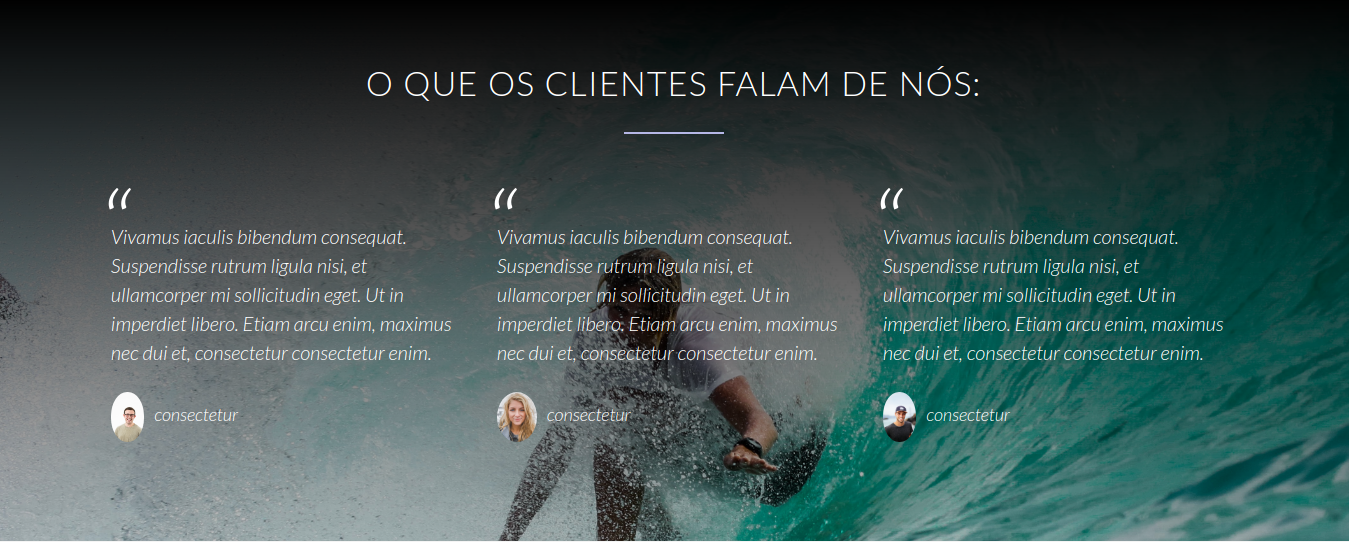 O QUE OS CLIENTES FALAM DE NÓS:
“
Vivamus iaculis bibendum consequat.
Suspendisse rutrum ligula nisi, et
ullamcorper mi sollicitudin eget. Ut in
imperdiet libero. Etiam arcu enim, maximus
nec dui et, consectetur consectetur enim.
consectetur
“
Vivamus iaculis bibendum consequat.
Suspendisse rutrum ligula nisi, et
ullamcorper mi sollicitudin eget. Ut in
imperdiet libero. Etiam arcu enim, maximus
nec dui et, consectetur consectetur enim.
consectetur
“
Vivamus iaculis bibendum consequat.
Suspendisse rutrum ligula nisi, et
ullamcorper mi sollicitudin eget. Ut in
imperdiet libero. Etiam arcu enim, maximus
nec dui et, consectetur consectetur enim.
consectetur